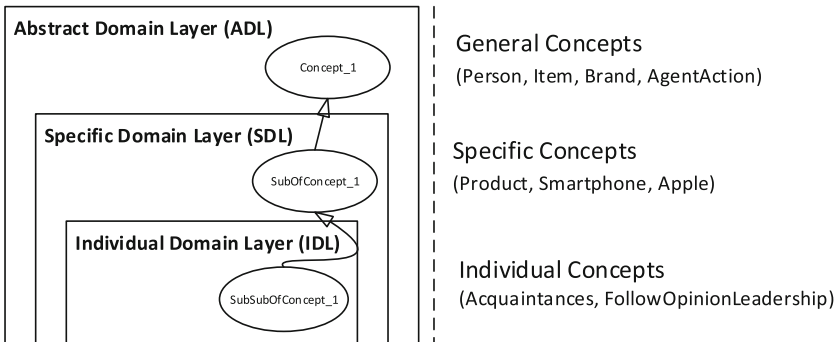 Abstract Domain Layer (ADL)
Concept_1
General Concepts
(Person, Item, Brand, AgentAction)
Specific Domain Layer (SDL)
SubOfConcept_1
Specific Concepts
(Product, Smartphone, Apple)
Individual Domain Layer (IDL)
SubSubOfConcept_1
Individual Concepts
(Acquaintances, FollowOpinionLeadership)